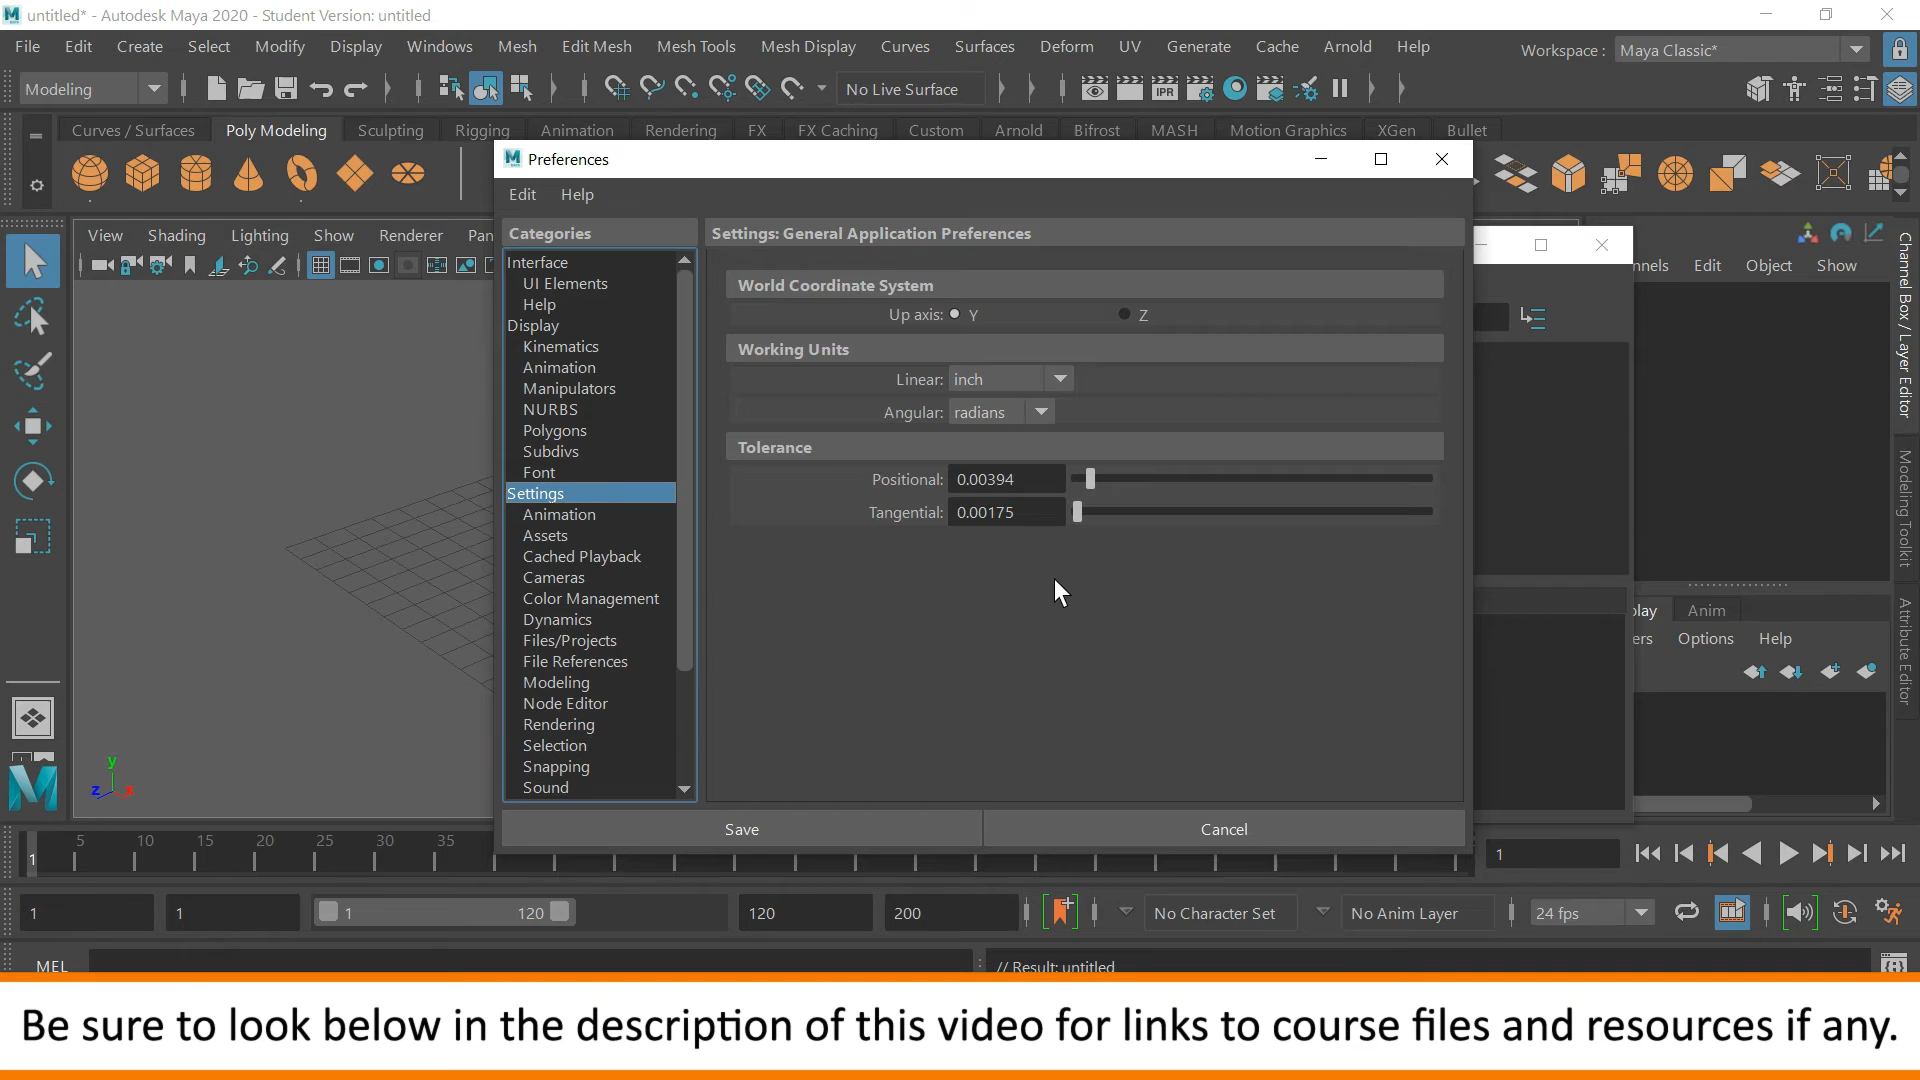 untitled* - Autodesk Maya 2020 - Student Version: untitled
File Edit Create Select Modify Display Windows Mesh Edit Mesh Mesh Tools Mesh Display Curves Surfaces Deform UV Generate Cache Arnold Help
Workspace : Maya Classic*
Modeling
No Live Surface
IPR
Curves / Surfaces Poly Modeling Sculpting Rigging Animation Rendering FX FX Caching Custom Arnold Bifrost MASH Motion Graphics XGen Bullet
Preferences
Edit Help
Categories
Interface
UI Elements
Help
Display
Kinematics
Animation
Manipulators
NURBS
Polygons
Subdivs
Font
Settings
Animation
Assets
Cached Playback
Cameras
Color Management
Dynamics
Files/Projects
File References
Modeling
Node Editor
Rendering
Selection
Snapping
Sound
Settings: General Application Preferences
World Coordinate System
Up axis: Y Z
Working Units
Linear: inch
Angular: radians
Tolerance
Positional: 0.00394
Tangential: 0.00175
Save Cancel
View Shading Lighting Show Renderer Pan
y
z x
nnels Edit Object Show
Channel Box / Layer Editor
Modeling Toolkit
Attribute Editor
play Anim
ers Options Help
5 10 15 20 25 30 35
1
1
1 1 1 120 120 200 No Character Set No Anim Layer 24 fps
MEL // Result: untitled
Be sure to look below in the description of this video for links to course files and resources if any.